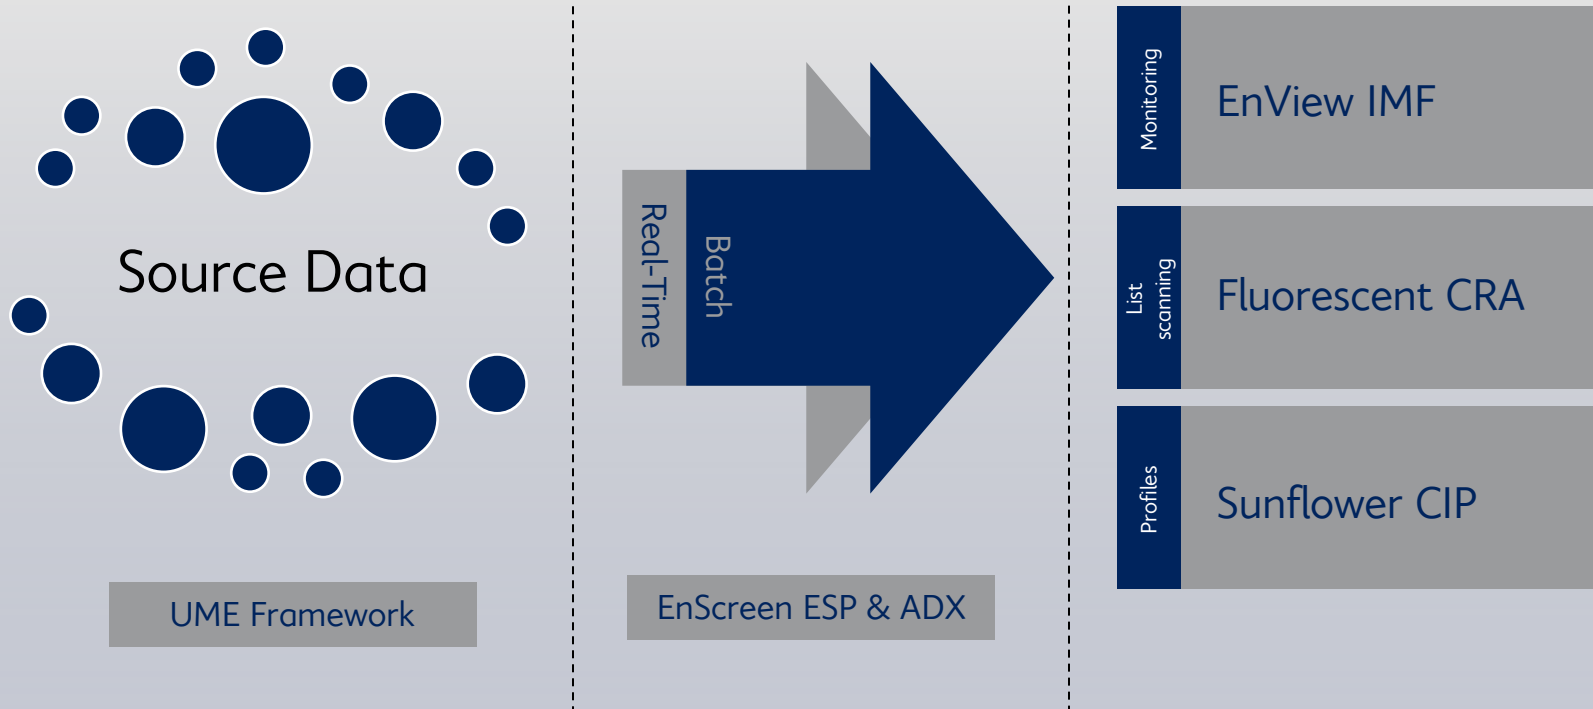 Source Data
UME Framework
Real-Time
Batch
EnScreen ESP & ADX
Monitoring
EnView IMF
List
scanning
Fluorescent CRA
Profiles
Sunflower CIP